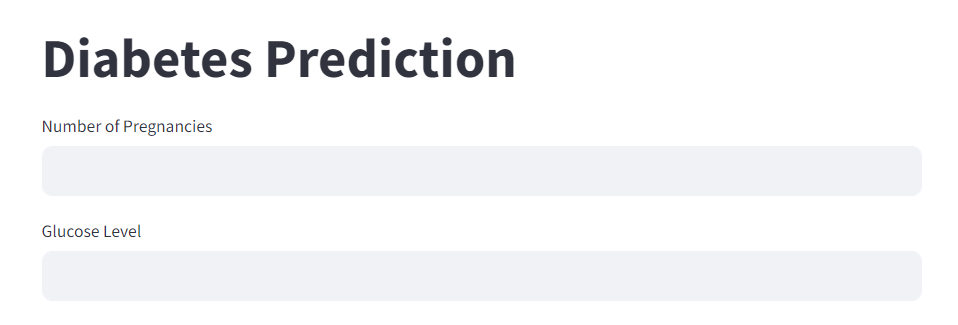 Diabetes Prediction
Number of Pregnancies
Glucose Level